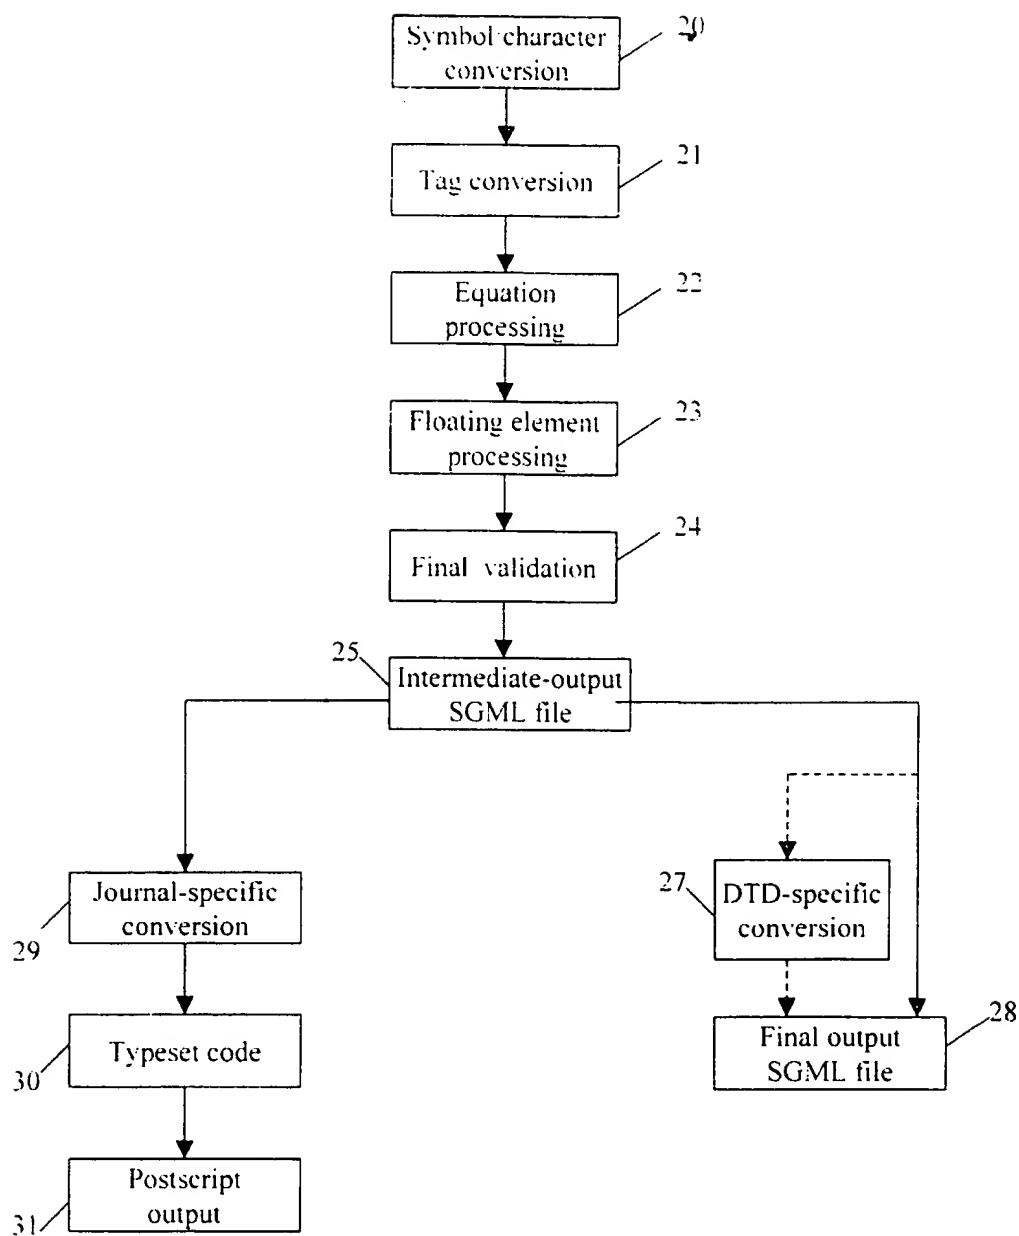 Symbol character
conversion
20
Tag conversion
21
Equation
processing
22
Floating element
processing
23
Final validation
24
25
Intermediate-output
SGML file
Journal-specific
conversion
29
27
DTD-specific
conversion
Typeset code
30
Final output
SGML file
28
Postscript
output
31